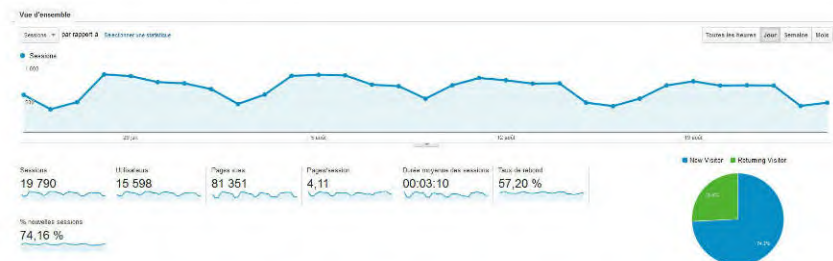 Vue d'ensemble
Sessions par rapport à Sélectionner une statistique
Toutes les heures Jour Semaine Mois
Sessions
1 000
500
5 août
12 août
19 août
Sessions
19 790
Utilisateurs
15 598
Pages vues
81 351
Pages/session
4,11
Durée moyenne des sessions
00:03:10
Taux de rebond
57,20 %
% nouvelles sessions
74,16 %
New Visitor Returning Visitor